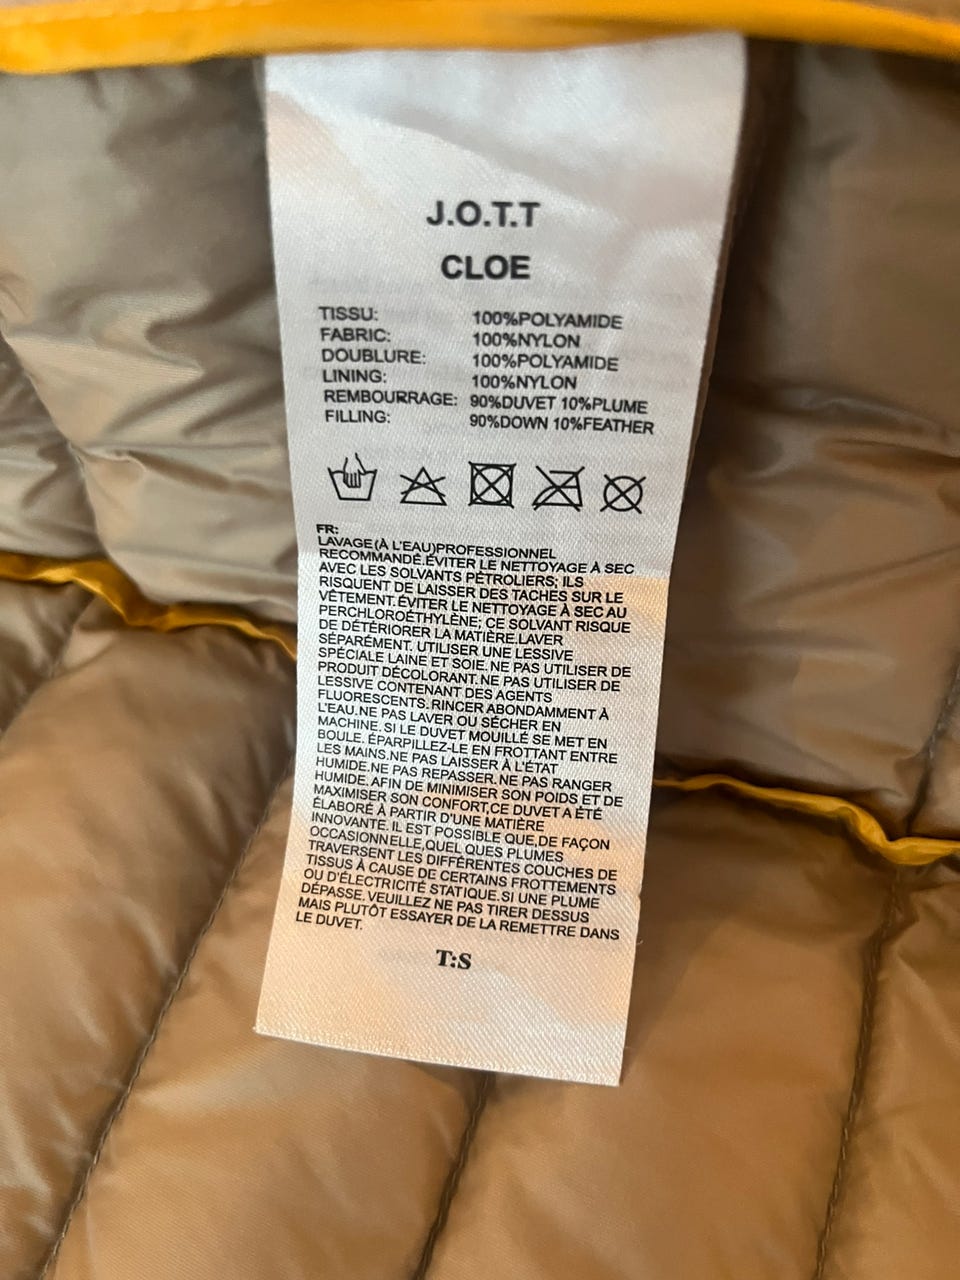 J.O.T.T
CLOE
TISSU: 100%POLYAMIDE
FABRIC: 100%NYLON
DOUBLURE: 100%POLYAMIDE
LINING: 100%NYLON
REMBOURRAGE: 90%DUVET 10%PLUME
FILLING: 90%DOWN 10%FEATHER
FR:
LAVAGE(À L'EAU)PROFESSIONNEL
RECOMMANDÉ.ÉVITER LE NETTOYAGE À SEC
AVEC LES SOLVANTS PÉTROLIERS; ILS
RISQUENT DE LAISSER DES TACHES SUR LE
VÊTEMENT.ÉVITER LE NETTOYAGE À SEC AU
PERCHLOROÉTHYLÈNE; CE SOLVANT RISQUE
DE DÉTÉRIORER LA MATIÈRE.LAVER
SÉPARÉMENT. UTILISER UNE LESSIVE
SPÉCIALE LAINE ET SOIE.NE PAS UTILISER DE
PRODUIT DÉCOLORANT.NE PAS UTILISER DE
LESSIVE CONTENANT DES AGENTS
FLUORESCENTS.RINCER ABONDAMMENT À
L'EAU.NE PAS LAVER OU SÉCHER EN
MACHINE.SI LE DUVET MOUILLÉ SE MET EN
BOULE. ÉPARPILLEZ-LE EN FROTTANT ENTRE
LES MAINS.NE PAS LAISSER À L'ÉTAT
HUMIDE.NE PAS REPASSER.NE PAS RANGER
HUMIDE.AFIN DE MINIMISER SON POIDS ET DE
MAXIMISER SON CONFORT,CE DUVET A ÉTÉ
ÉLABORÉ À PARTIR D'UNE MATIÈRE
INNOVANTE. IL EST POSSIBLE QUE,DE FAÇON
OCCASIONNELLE,QUEL QUES PLUMES
TRAVERSENT LES DIFFÉRENTES COUCHES DE
TISSUS À CAUSE DE CERTAINS FROTTEMENTS
OU D'ÉLECTRICITÉ STATIQUE.SI UNE PLUME
DÉPASSE.VEUILLEZ NE PAS TIRER DESSUS
MAIS PLUTÔT ESSAYER DE LA REMETTRE DANS
LE DUVET.
T:S